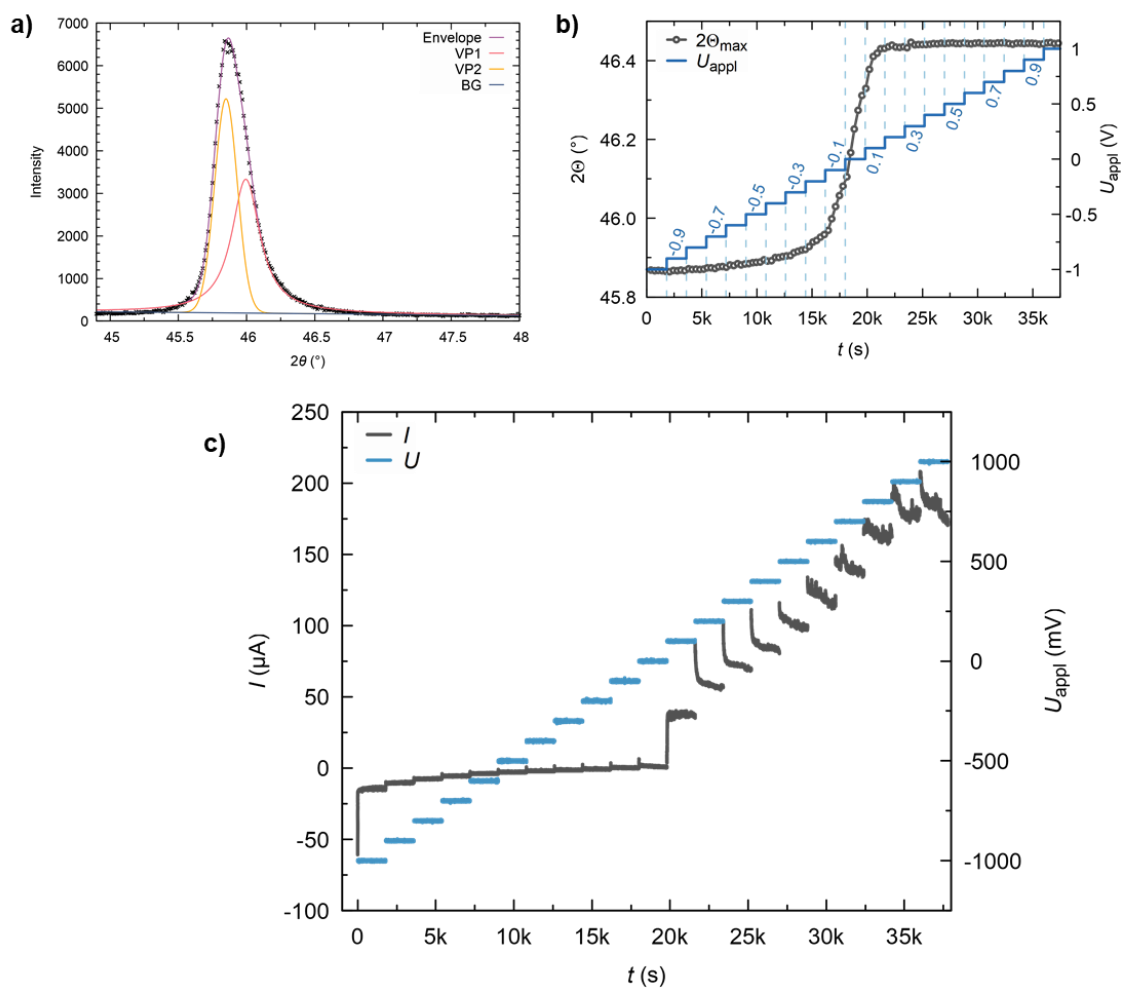 a)
7000
6000
5000
4000
3000
2000
1000
0
Intensity
45
45.5
46
46.5
47
47.5
48
2θ (°)
Envelope
VP1
VP2
BG
b)
2Θmax
Uappl
46.4
46.2
46.0
45.8
2Θ (°)
-0.9
-0.7
-0.5
-0.3
-0.1
0.1
0.3
0.5
0.7
0.9
1
0.5
0
-0.5
-1
Uappl (V)
0
5k
10k
15k
20k
25k
30k
35k
t (s)
c)
I
U
250
200
150
100
50
0
-50
-100
I (µA)
1000
500
0
-500
-1000
Uappl (mV)
0
5k
10k
15k
20k
25k
30k
35k
t (s)